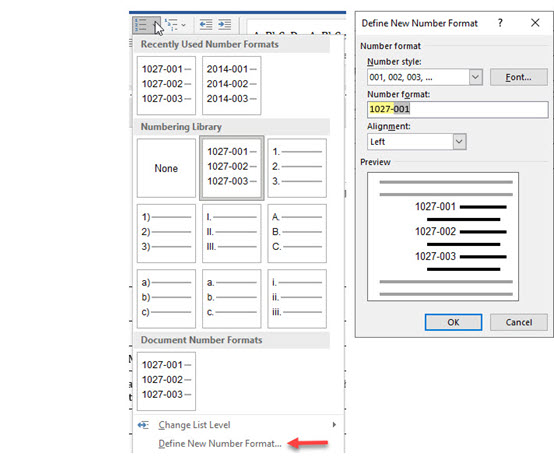 Recently Used Number Formats
1027-001
1027-002
1027-003
2014-001
2014-002
2014-003
Numbering Library
None
1027-001
1027-002
1027-003
1.
2.
3.
1)
2)
3)
I.
II.
III.
A.
B.
C.
a)
b)
c)
a.
b.
c.
i.
ii.
iii.
Document Number Formats
1027-001
1027-002
1027-003
Change List Level
Define New Number Format...
Define New Number Format
?
Number format
Number style:
001, 002, 003, ...
Font...
Number format:
1027-001
Alignment:
Left
Preview
1027-001
1027-002
1027-003
OK
Cancel